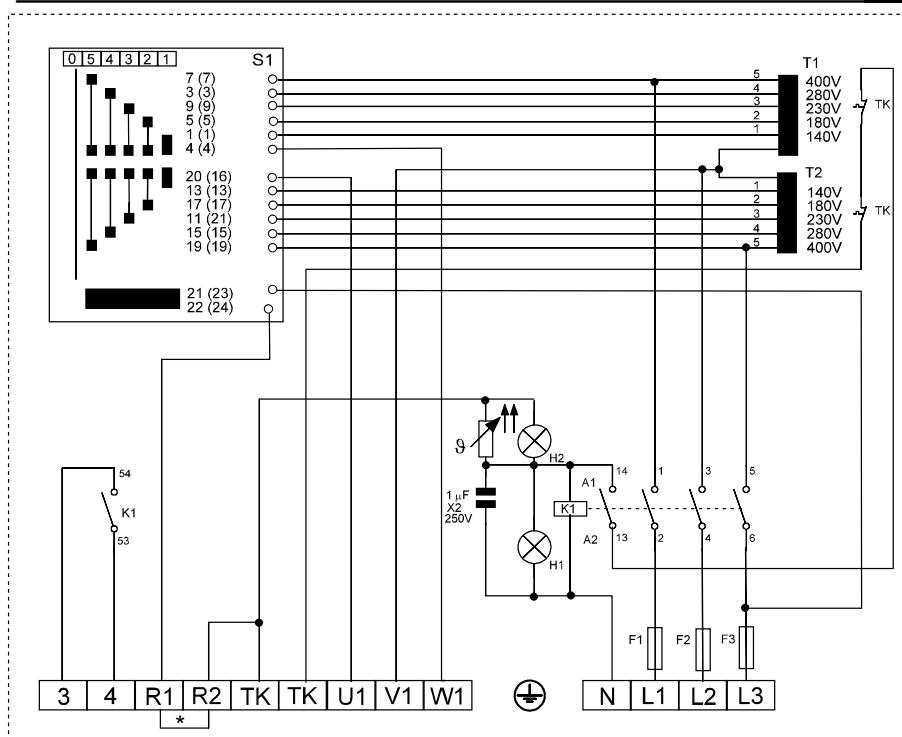 0 5 4 3 2 1
S1
7 (7)
3 (3)
9 (9)
5 (5)
1 (1)
4 (4)
20 (16)
13 (13)
17 (17)
11 (21)
15 (15)
19 (19)
21 (23)
22 (24)
T1
5 400V
4 280V
3 230V
2 180V
1 140V
TK
T2
1 140V
2 180V
3 230V
4 280V
5 400V
TK
ϑ
H2
54
K1
53
1 µF
X2
250V
H1
K1
A1
14
1
3
5
A2
13
2
4
6
F1
F2
F3
3 4 R1 R2 TK TK U1 V1 W1
N L1 L2 L3
*